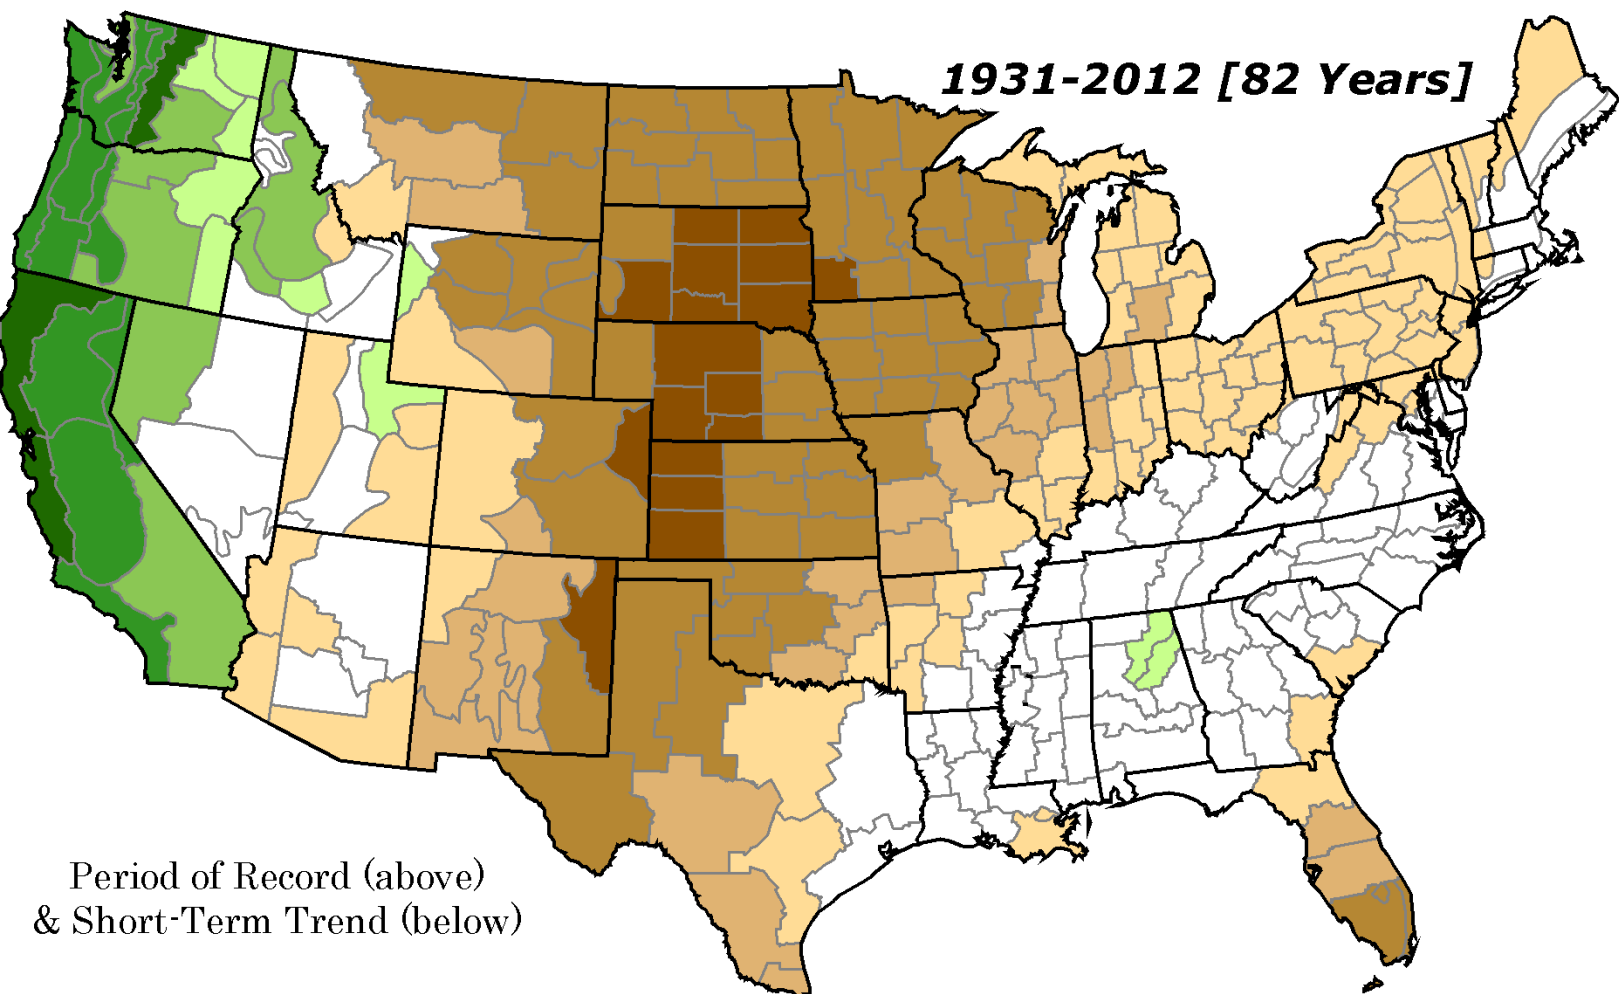 1931-2012 [82 Years]
Period of Record (above)
& Short-Term Trend (below)